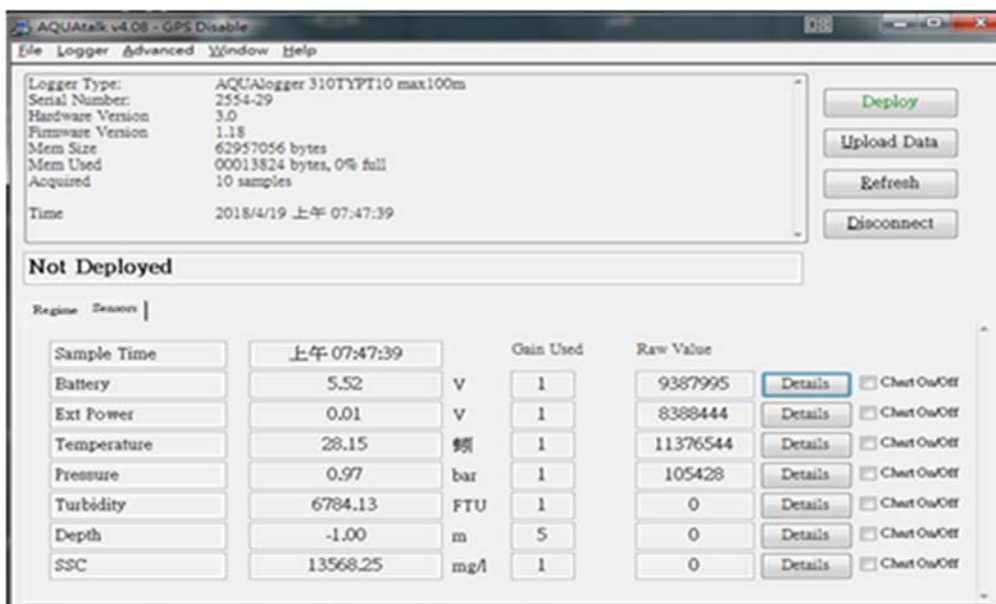 AQUAtalk v4.08 - GPS Disable
File Logger Advanced Window Help
Logger Type: AQUAlogger 310TYPT10 max100m
Serial Number: 2554-29
Hardware Version 3.0
Firmware Version 1.18
Mem Size 62957056 bytes
Mem Used 00013824 bytes, 0% full
Acquired 10 samples
Time 2018/4/19 上午 07:47:39
Deploy
Upload Data
Refresh
Disconnect
Not Deployed
Regime Sensors
Sample Time 上午 07:47:39 Gain Used Raw Value
Battery 5.52 V 1 9387995 Details Chart On/Off
Ext Power 0.01 V 1 8388444 Details Chart On/Off
Temperature 28.15 1 11376544 Details Chart On/Off
Pressure 0.97 bar 1 105428 Details Chart On/Off
Turbidity 6784.13 FTU 1 0 Details Chart On/Off
Depth -1.00 m 5 0 Details Chart On/Off
SSC 13568.25 mg/l 1 0 Details Chart On/Off